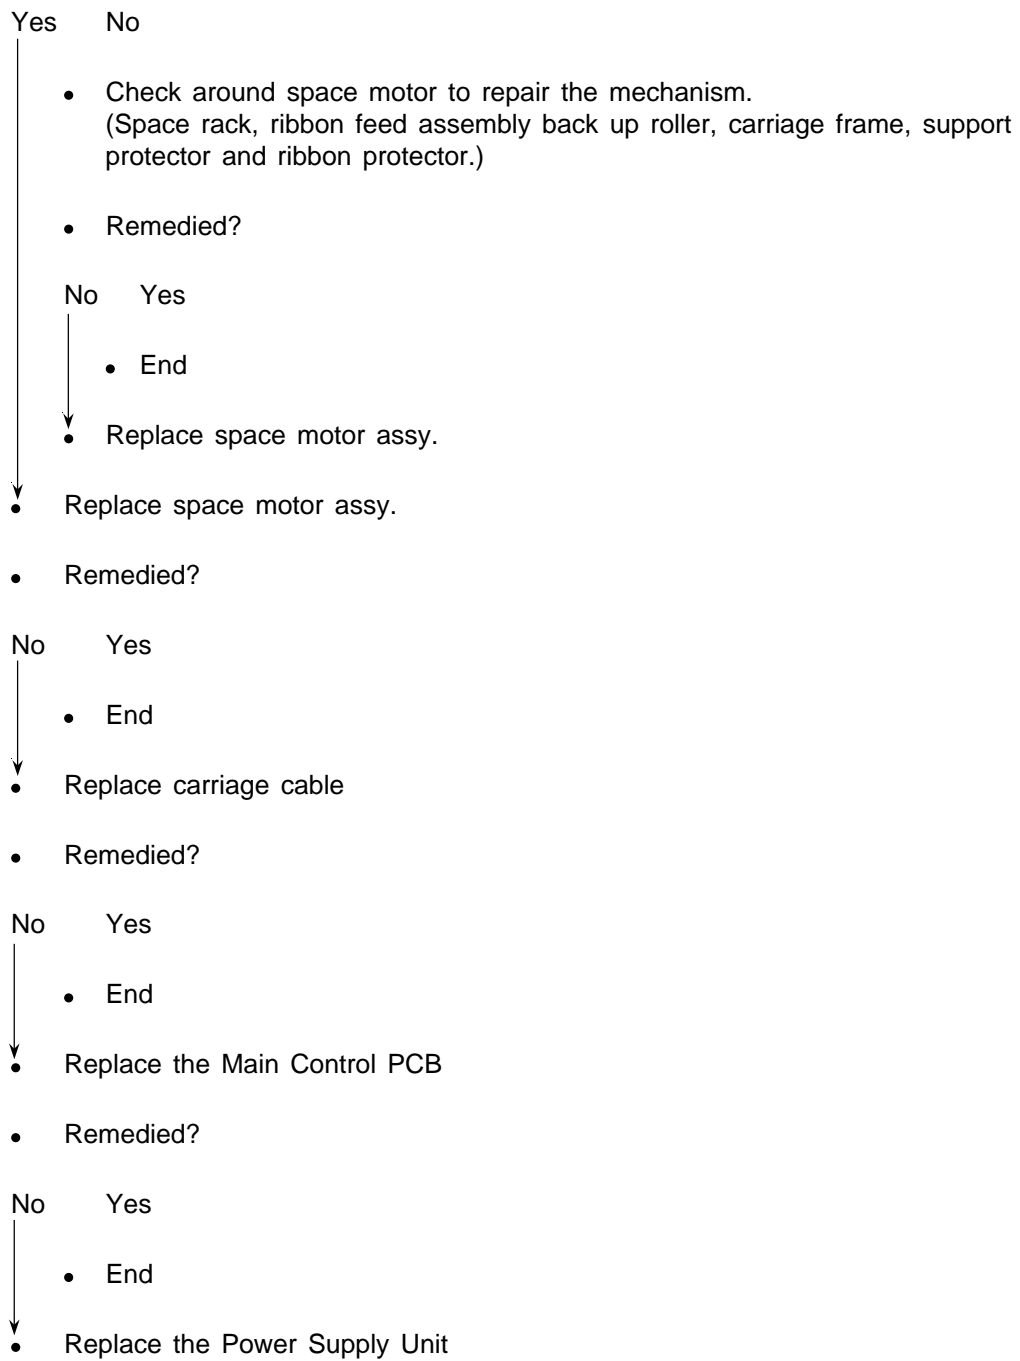 Yes No
• Check around space motor to repair the mechanism.
(Space rack, ribbon feed assembly back up roller, carriage frame, support
protector and ribbon protector.)
• Remedied?
No Yes
• End
• Replace space motor assy.
• Replace space motor assy.
• Remedied?
No Yes
• End
• Replace carriage cable
• Remedied?
No Yes
• End
• Replace the Main Control PCB
• Remedied?
No Yes
• End
• Replace the Power Supply Unit